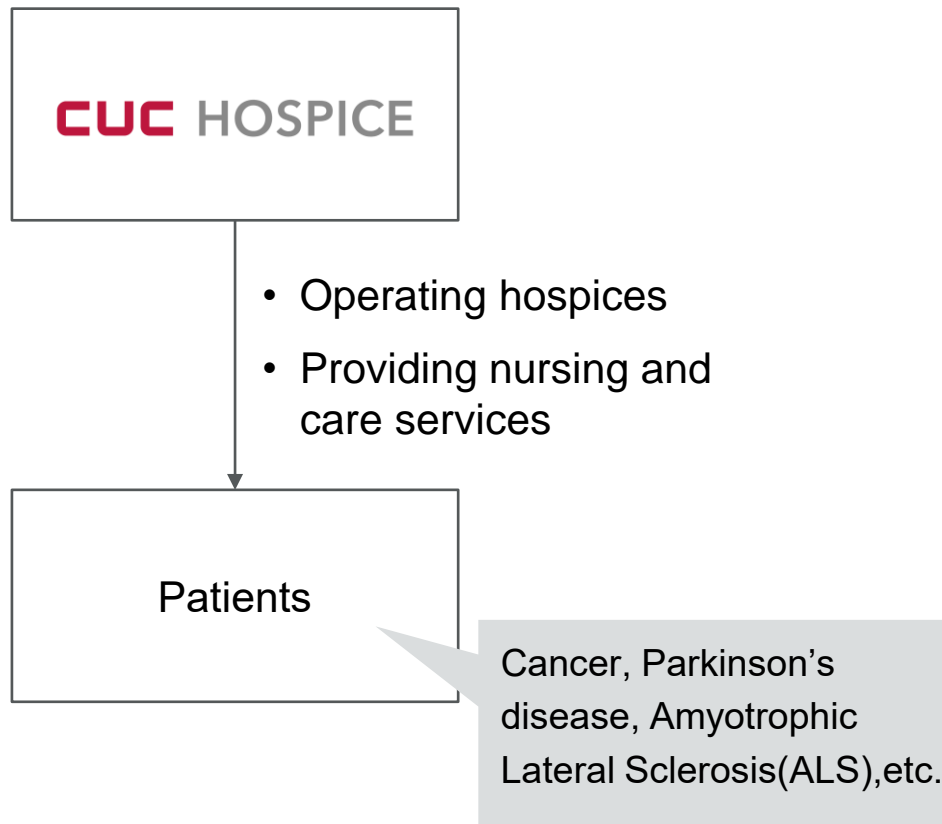 CUC HOSPICE
• Operating hospices
• Providing nursing and
care services
Patients
Cancer, Parkinson’s
disease, Amyotrophic
Lateral Sclerosis(ALS),etc.